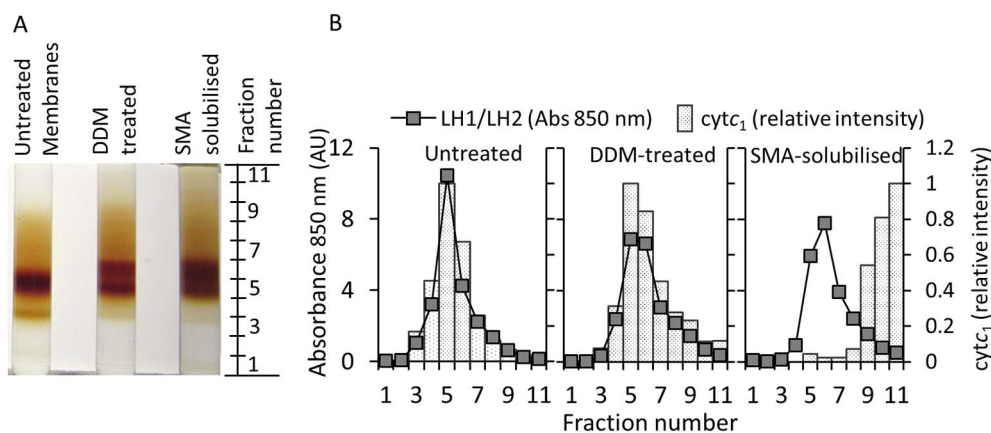 A
Untreated
Membranes
DDM
treated
SMA
solubilised
Fraction
number
11
9
7
5
3
1
B
LH1/LH2 (Abs 850 nm)
cytc₁ (relative intensity)
Untreated
DDM-treated
SMA-solubilised
Absorbance 850 nm (AU)
12
8
4
0
1.2
1
0.8
0.6
0.4
0.2
0
cytc₁ (relative intensity)
1 3 5 7 9 11
1 3 5 7 9 11
1 3 5 7 9 11
Fraction number